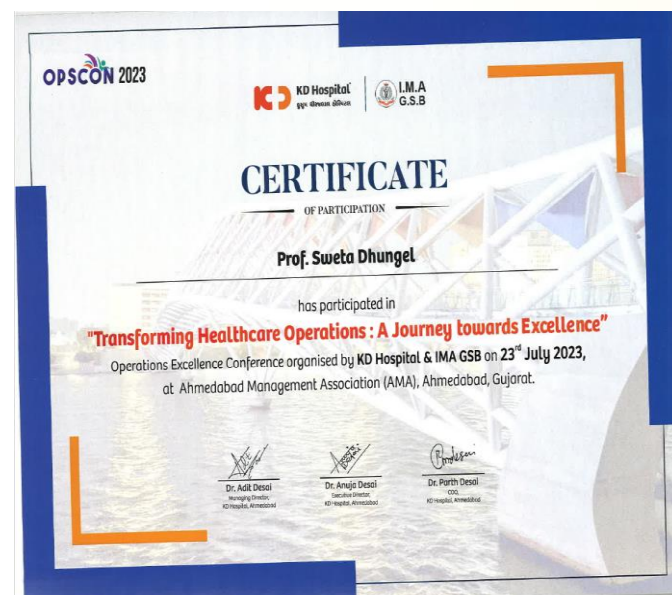 OPSCON 2023
KD Hospital
I.M.A
G.S.B
CERTIFICATE
OF PARTICIPATION
Prof. Sweta Dhungel
has participated in
"Transforming Healthcare Operations : A Journey towards Excellence"
Operations Excellence Conference organised by KD Hospital & IMA GSB on 23rd July 2023,
at Ahmedabad Management Association (AMA), Ahmedabad, Gujarat.
Dr. Adit Desai
Managing Director,
KD Hospital, Ahmedabad
Dr. Anuja Desai
Executive Director,
KD Hospital, Ahmedabad
Dr. Parth Desai
COO,
KD Hospital, Ahmedabad